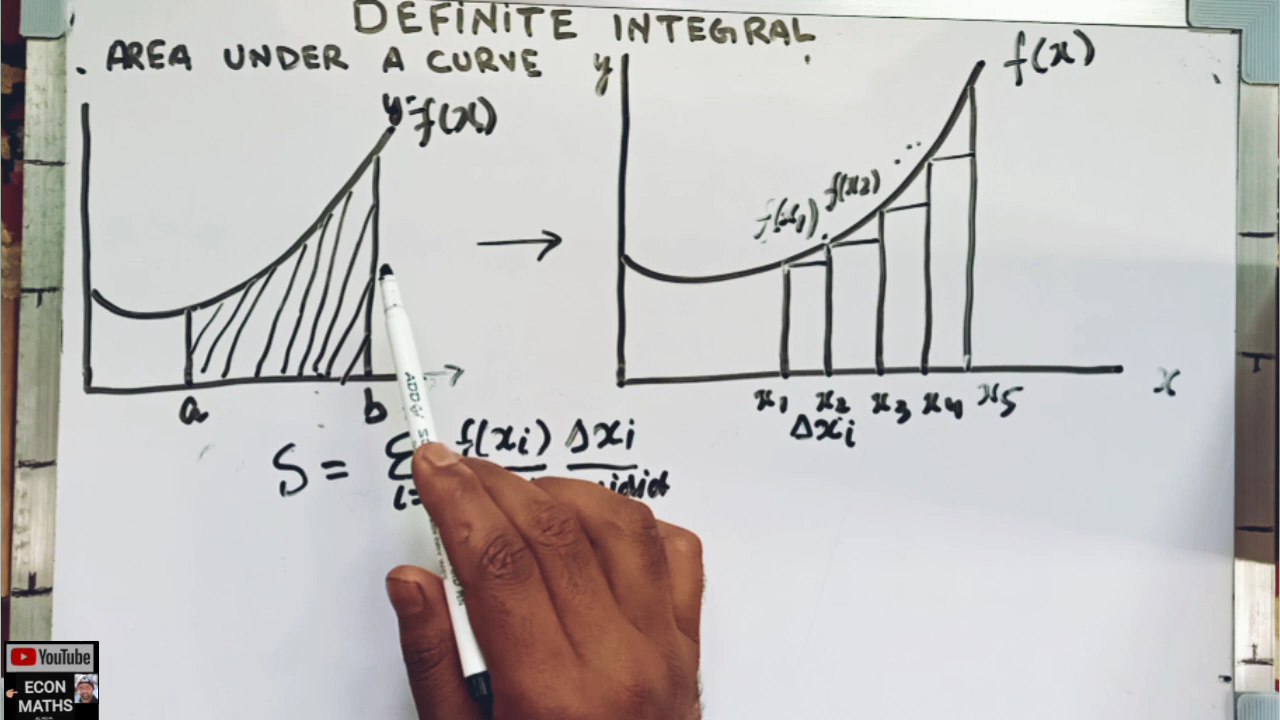 DEFINITE INTEGRAL
. AREA UNDER A CURVE
y=f(x)
a b
y
f(x)
f(x₁) f(x₂) ...
x₁ x₂ x₃ x₄ x₅
Δxᵢ
x
S = Σ f(xᵢ) Δxᵢ
i=
YouTube
ECON
MATHS